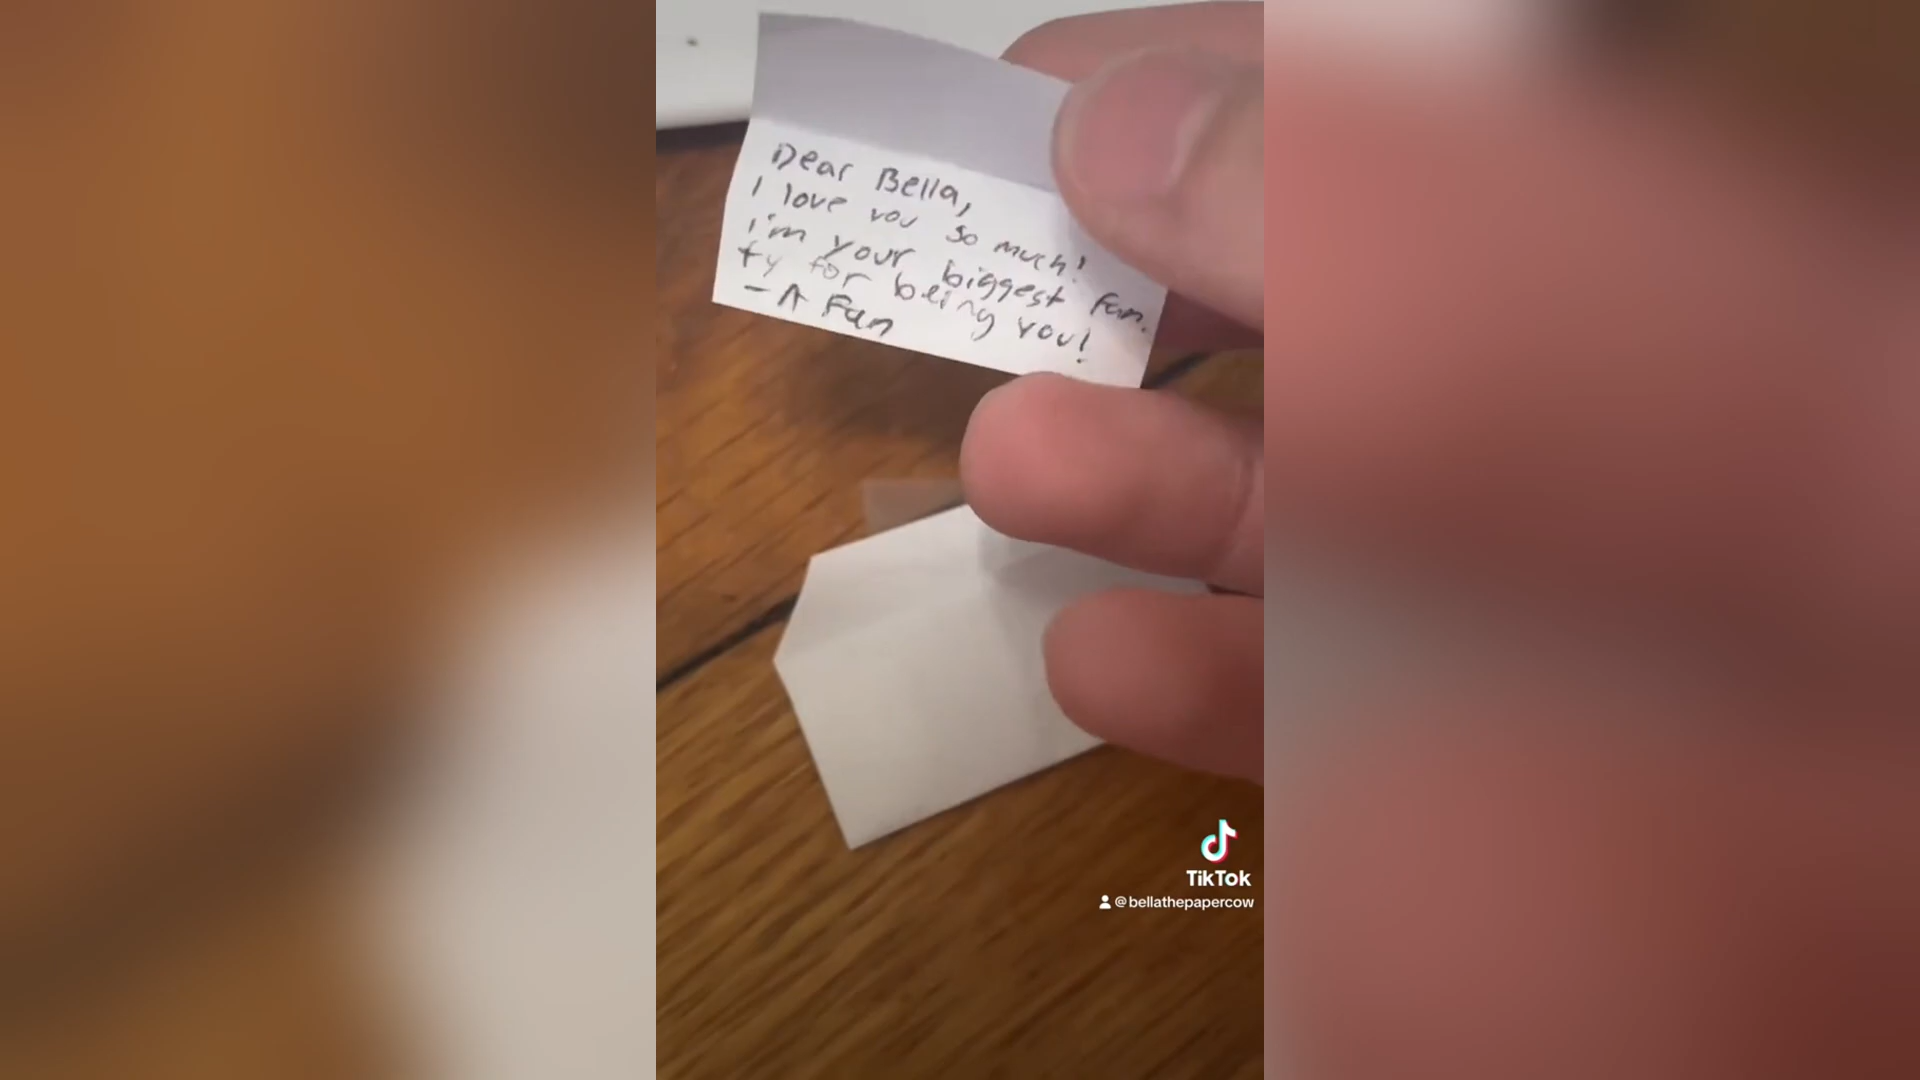 Dear Bella,
I love you so much!
i'm your biggest fan.
ty for being you!
- A Fan
TikTok
@bellathepapercow